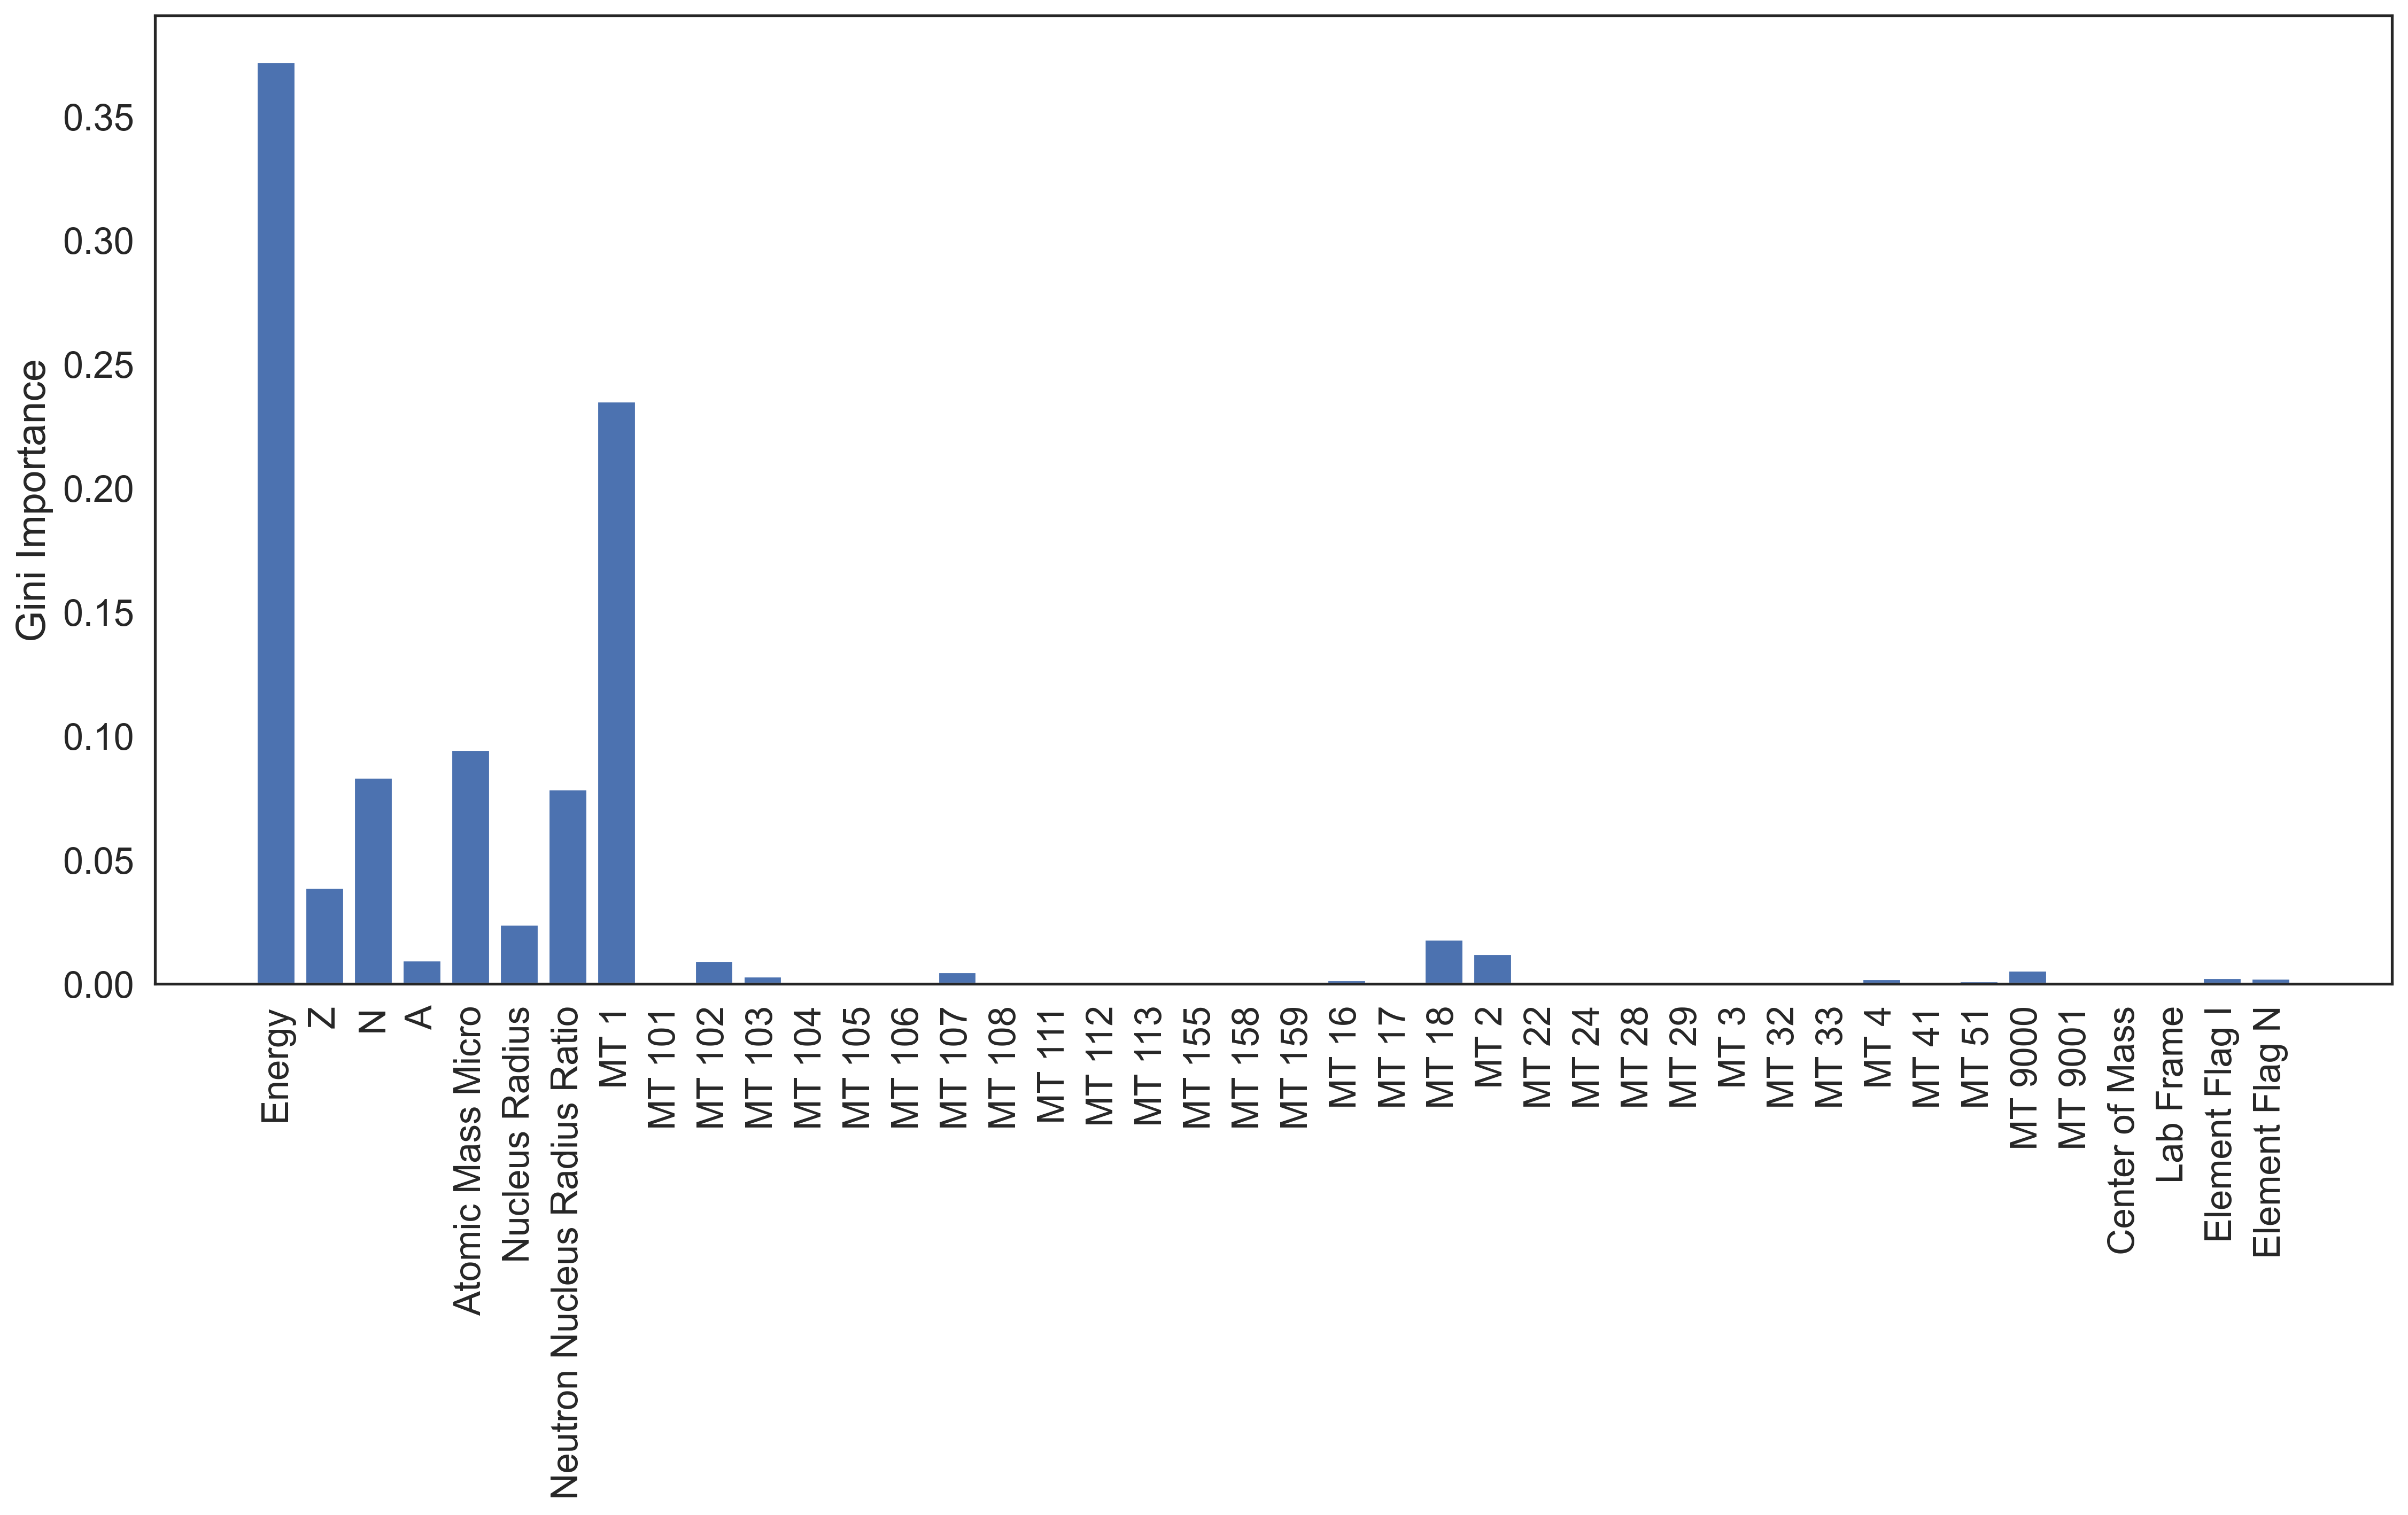 Gini Importance
0.35
0.30
0.25
0.20
0.15
0.10
0.05
0.00
Energy
Z
N
A
Atomic Mass Micro
Nucleus Radius
Neutron Nucleus Radius Ratio
MT 1
MT 101
MT 102
MT 103
MT 104
MT 105
MT 106
MT 107
MT 108
MT 111
MT 112
MT 113
MT 155
MT 158
MT 159
MT 16
MT 17
MT 18
MT 2
MT 22
MT 24
MT 28
MT 29
MT 3
MT 32
MT 33
MT 4
MT 41
MT 51
MT 9000
MT 9001
Center of Mass
Lab Frame
Element Flag I
Element Flag N